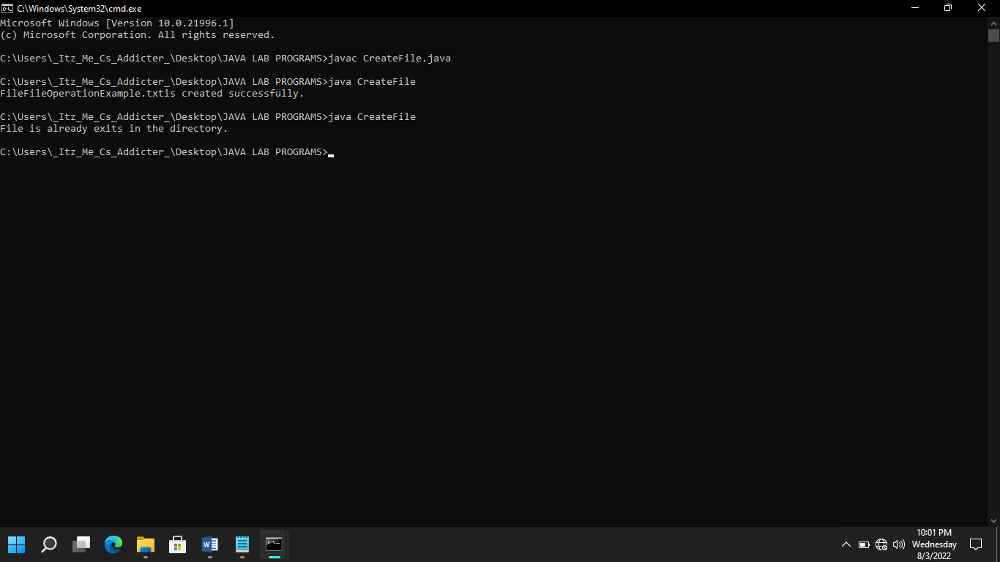 C:\Windows\System32\cmd.exe
Microsoft Windows [Version 10.0.21996.1]
(c) Microsoft Corporation. All rights reserved.
C:\Users\_Itz_Me_Cs_Addicter_\Desktop\JAVA LAB PROGRAMS>javac CreateFile.java
C:\Users\_Itz_Me_Cs_Addicter_\Desktop\JAVA LAB PROGRAMS>java CreateFile
FileFileOperationExample.txtis created successfully.
C:\Users\_Itz_Me_Cs_Addicter_\Desktop\JAVA LAB PROGRAMS>java CreateFile
File is already exits in the directory.
C:\Users\_Itz_Me_Cs_Addicter_\Desktop\JAVA LAB PROGRAMS>
10:01 PM
Wednesday
8/3/2022